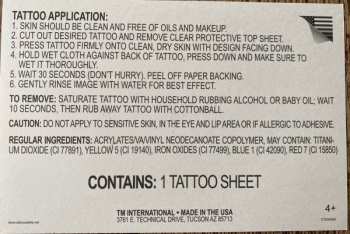 TATTOO APPLICATION:
1. SKIN SHOULD BE CLEAN AND FREE OF OILS AND MAKEUP
2. CUT OUT DESIRED TATTOO AND REMOVE CLEAR PROTECTIVE TOP SHEET.
3. PRESS TATTOO FIRMLY ONTO CLEAN, DRY SKIN WITH DESIGN FACING DOWN.
4. HOLD WET CLOTH AGAINST BACK OF TATTOO, PRESS DOWN AND MAKE SURE TO
WET IT THOROUGHLY.
5. WAIT 30 SECONDS (DON'T HURRY). PEEL OFF PAPER BACKING.
6. GENTLY RINSE IMAGE WITH WATER FOR BEST EFFECT.
TO REMOVE: SATURATE TATTOO WITH HOUSEHOLD RUBBING ALCOHOL OR BABY OIL; WAIT
10 SECONDS, THEN RUB AWAY TATTOO WITH COTTONBALL.
CAUTION: DO NOT APPLY TO SENSITIVE SKIN, IN THE EYE AND LIP AREA OR IF ALLERGIC TO ADHESIVE.
REGULAR INGREDIENTS: ACRYLATES/VA/VINYL NEODECANOATE COPOLYMER, MAY CONTAIN: TITAN-
IUM DIOXIDE (CI 77891), YELLOW 5 (CI 19140), IRON OXIDES (CI 77499), BLUE 1 (CI 42090), RED 7 (CI 15850)
CONTAINS: 1 TATTOO SHEET
TM INTERNATIONAL • MADE IN THE USA
3761 E. TECHNICAL DRIVE, TUCSON AZ 85713
4+